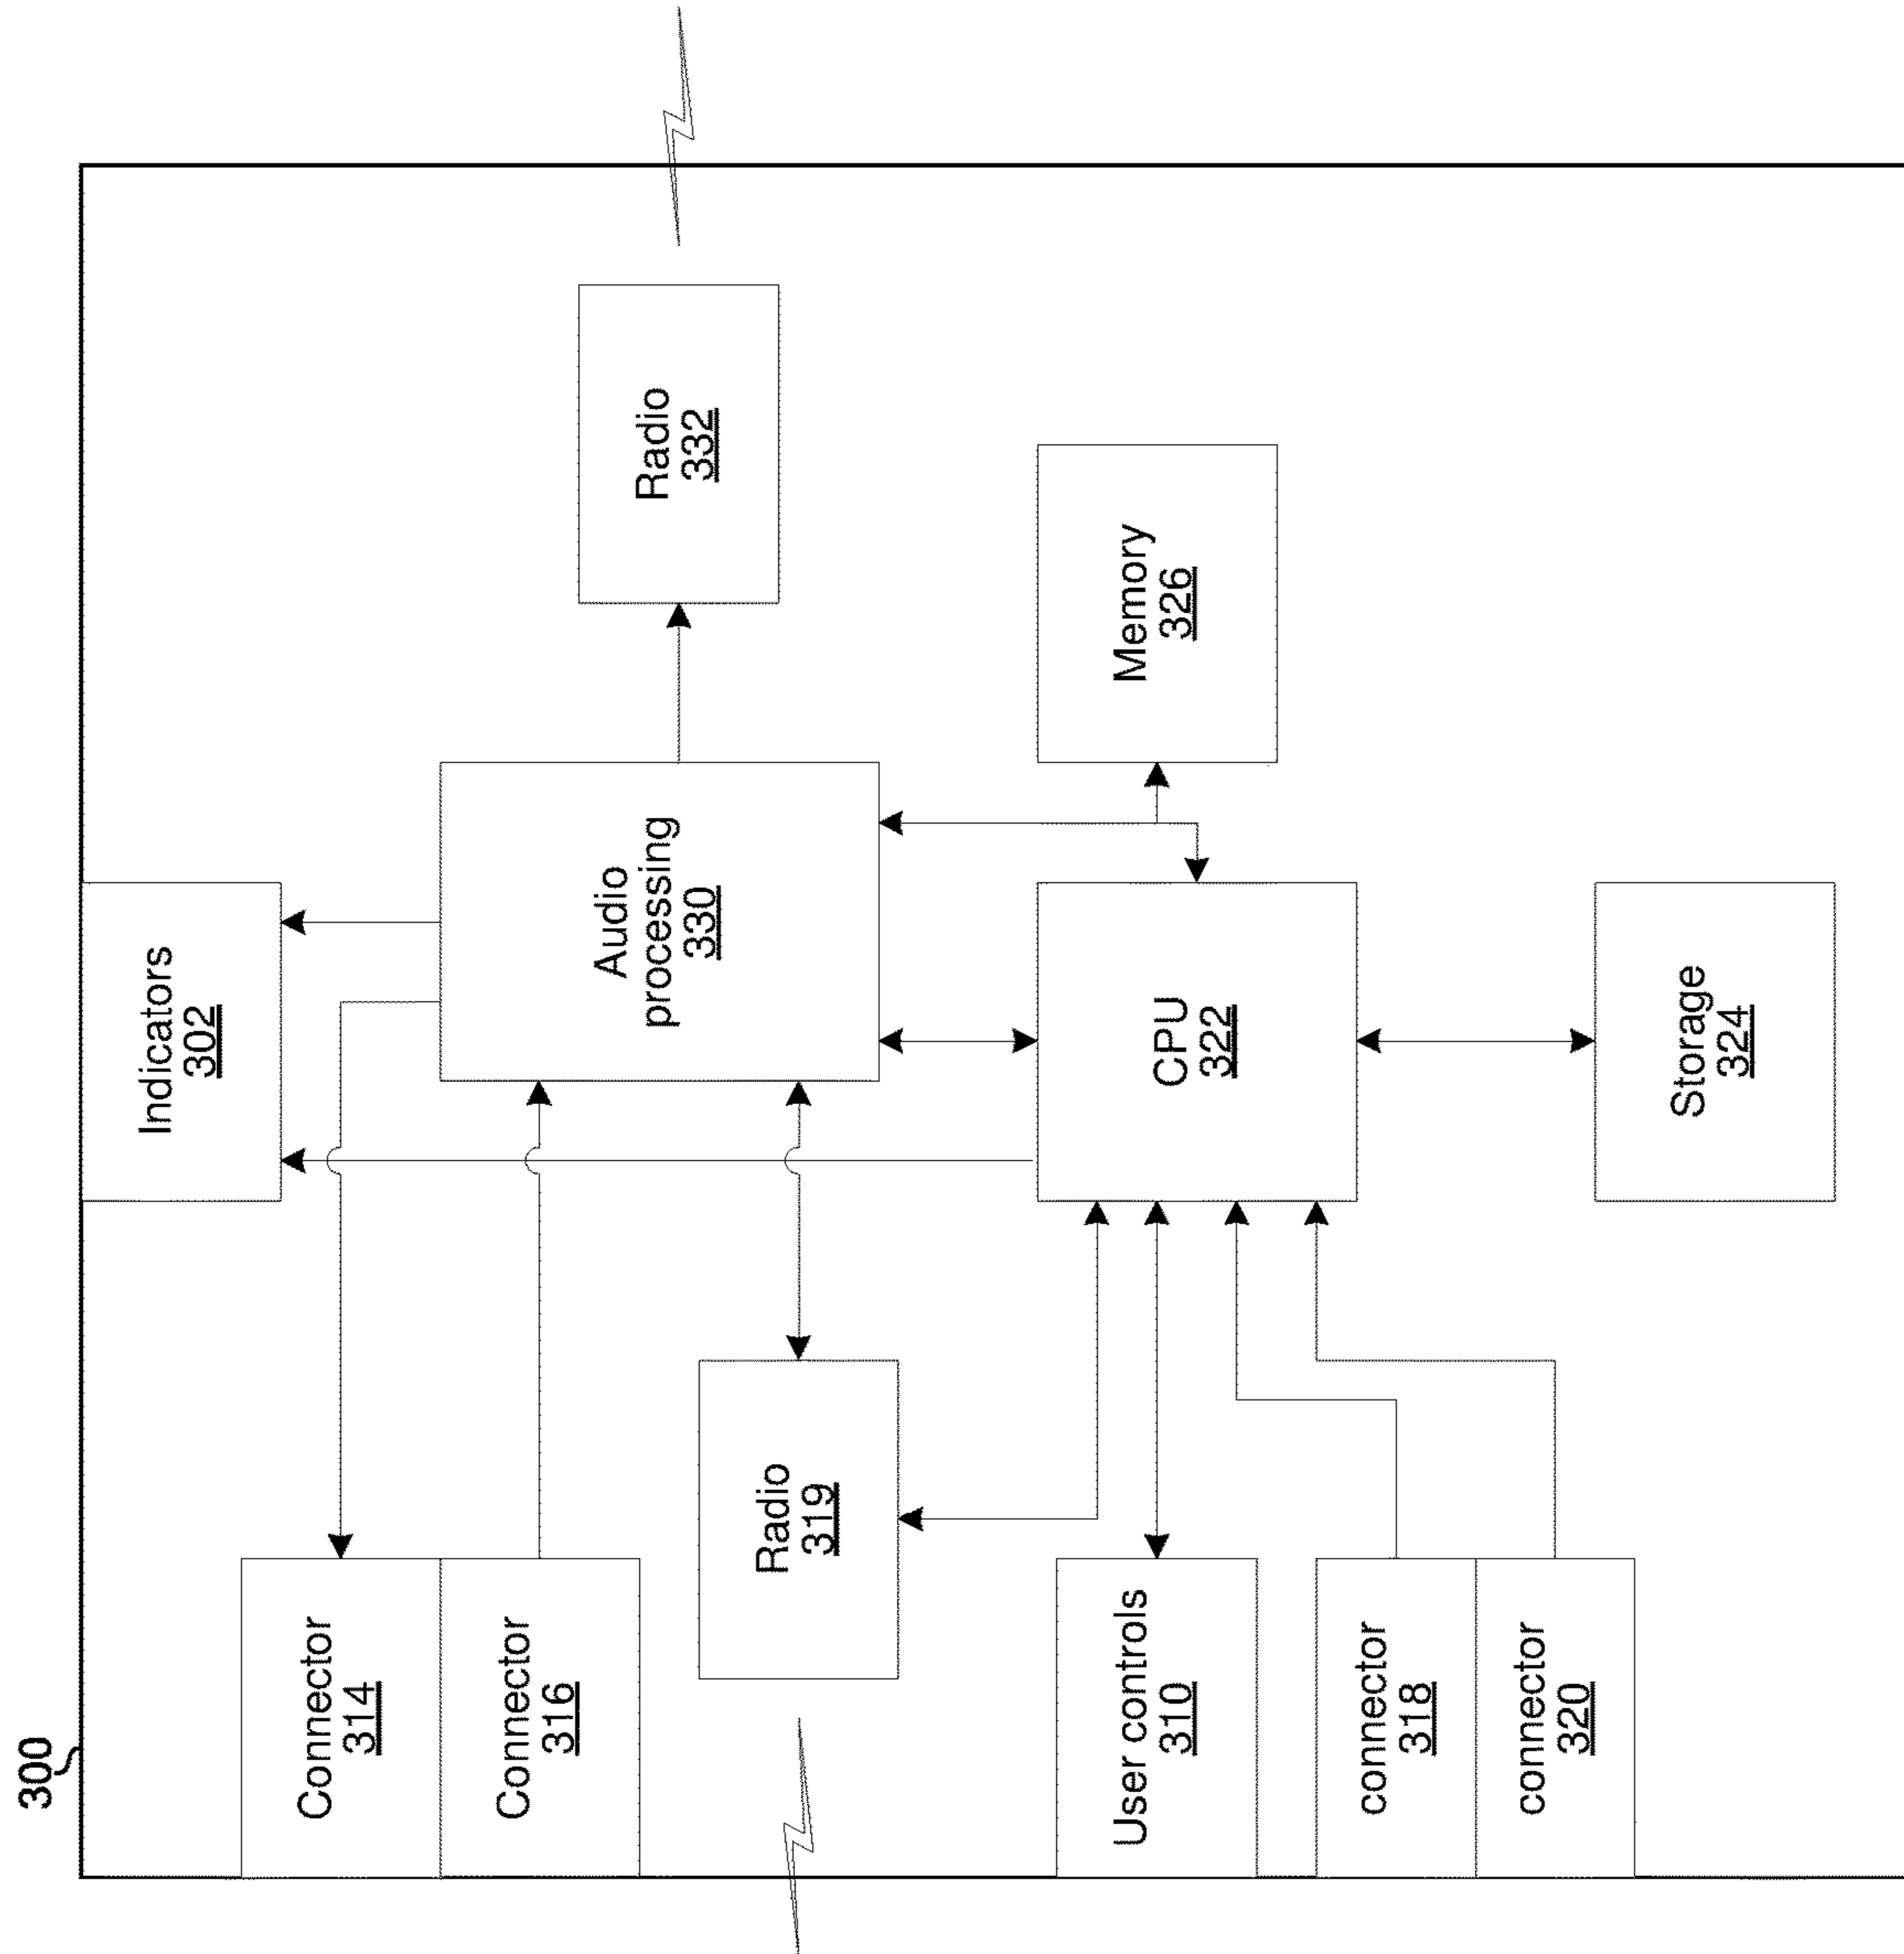 300
Indicators
302
Connector
314
Connector
316
Audio
processing
330
Radio
332
Radio
319
User controls
310
CPU
322
Memory
326
connector
318
connector
320
Storage
324